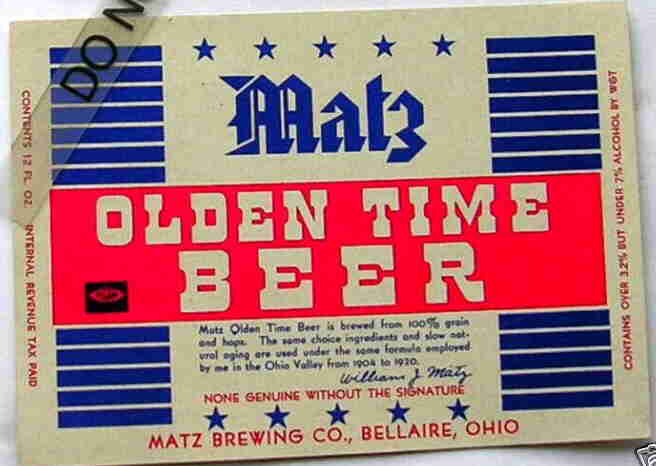 DO N
Matz
OLDEN TIME
BEER
Matz Olden Time Beer is brewed from 100% grain
and hops. The same choice ingredients and slow nat-
ural aging are used under the same formula employed
by me in the Ohio Valley from 1904 to 1920.
William J. Matz
NONE GENUINE WITHOUT THE SIGNATURE
MATZ BREWING CO., BELLAIRE, OHIO
CONTENTS 12 FL. OZ. INTERNAL REVENUE TAX PAID
CONTAINS OVER 3.2% BUT UNDER 7% ALCOHOL BY WGT